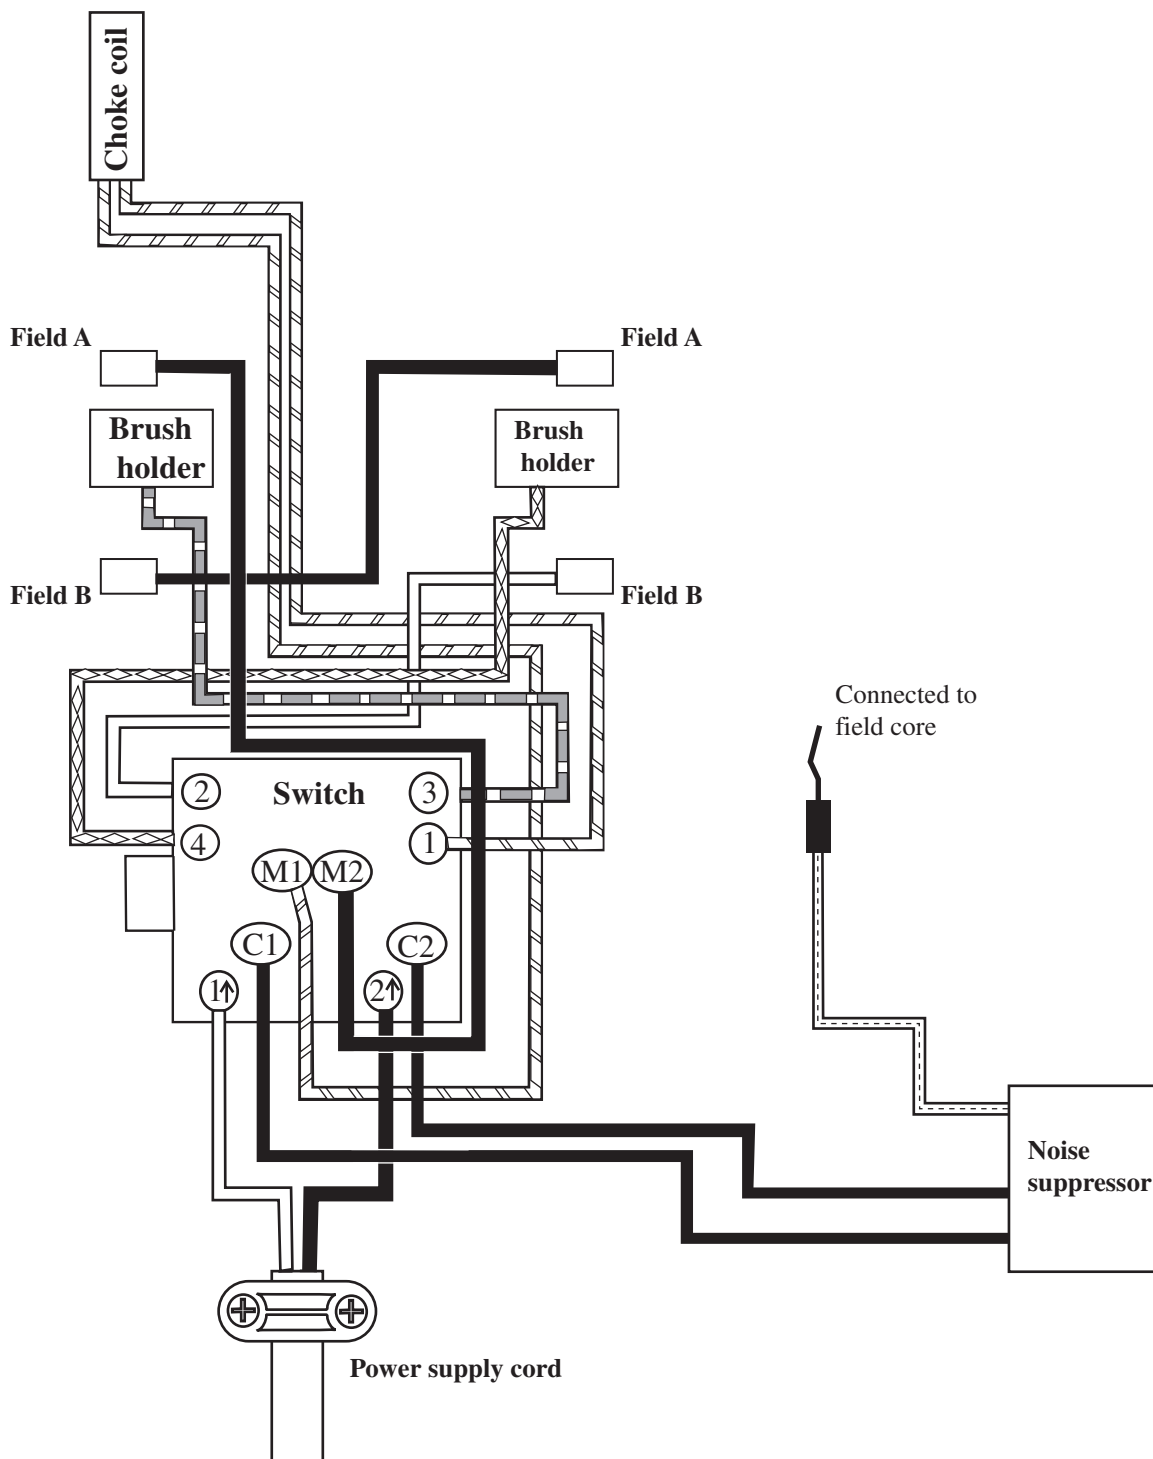 Choke coil
Field A
Field A
Brush
holder
Brush
holder
Field B
Field B
Connected to
field core
2
Switch
3
4
1
M1
M2
C1
C2
1↑
2↑
Noise
suppressor
Power supply cord